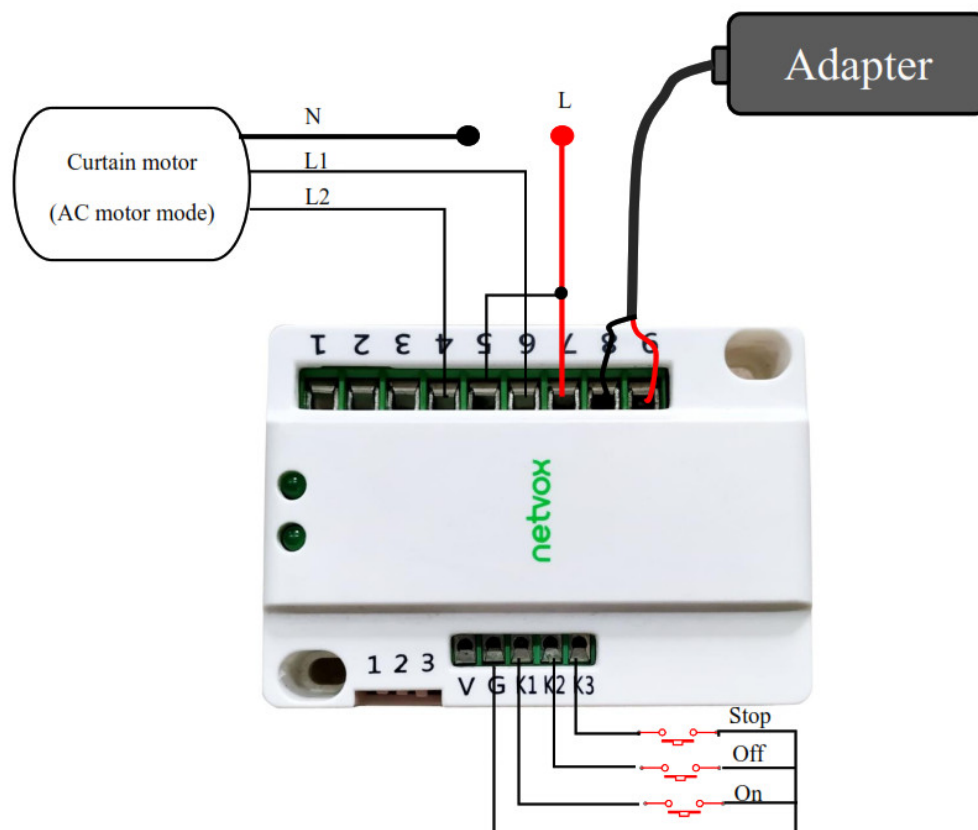 Adapter
N
L
Curtain motor
L1
(AC motor mode)
L2
1 2 3 4 5 6 7 8 9
netvox
1 2 3
V G K1 K2 K3
Stop
Off
On